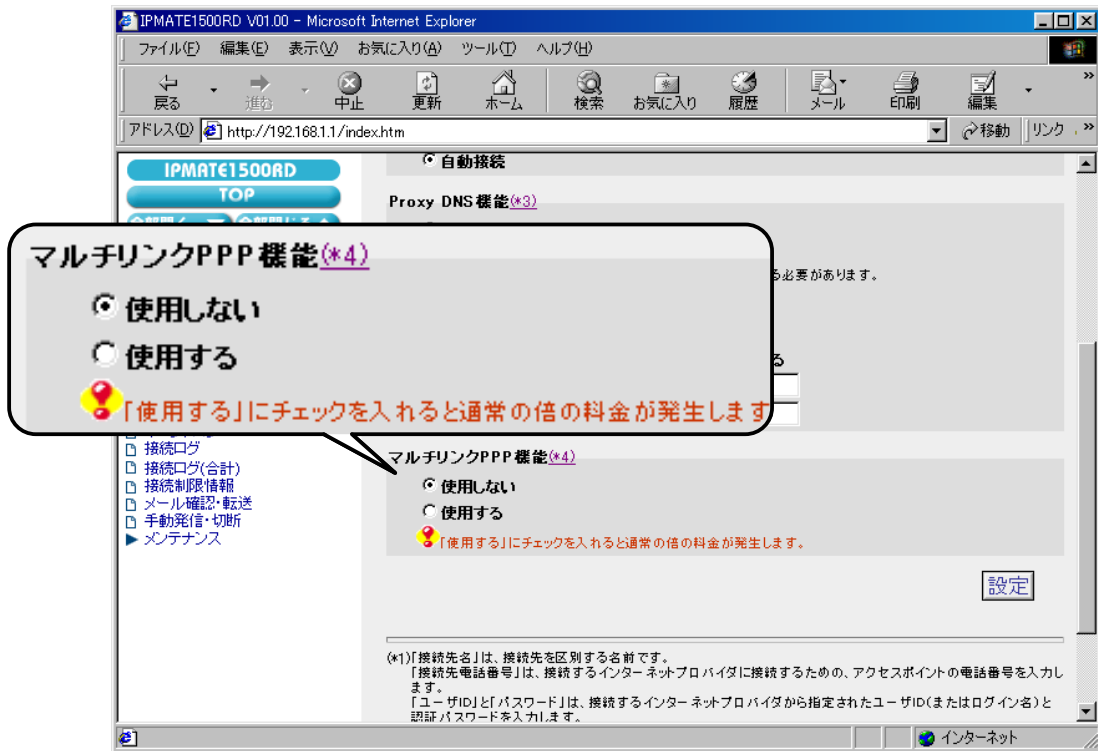 IPMATE1500RD V01.00 - Microsoft Internet Explorer
ファイル(F) 編集(E) 表示(V) お気に入り(A) ツール(T) ヘルプ(H)
戻る 進む 中止 更新 ホーム 検索 お気に入り 履歴 メール 印刷 編集 »
アドレス(D) http://192.168.1.1/index.htm 移動 リンク »
IPMATE1500RD
TOP
自動接続
Proxy DNS 機能(*3)
る必要があります。
る
マルチリンクPPP 機能(*4)
使用しない
使用する
「使用する」にチェックを入れると通常の倍の料金が発生します
接続ログ
接続ログ(合計)
接続制限情報
メール確認・転送
手動発信・切断
メンテナンス
マルチリンクPPP 機能(*4)
使用しない
使用する
「使用する」にチェックを入れると通常の倍の料金が発生します。
設定
(*1)「接続先名」は、接続先を区別する名前です。
「接続先電話番号」は、接続するインターネットプロバイダに接続するための、アクセスポイントの電話番号を入力し
ます。
「ユーザID」と「パスワード」は、接続するインターネットプロバイダから指定されたユーザID(またはログイン名)と
認証パスワードを入力します。
インターネット